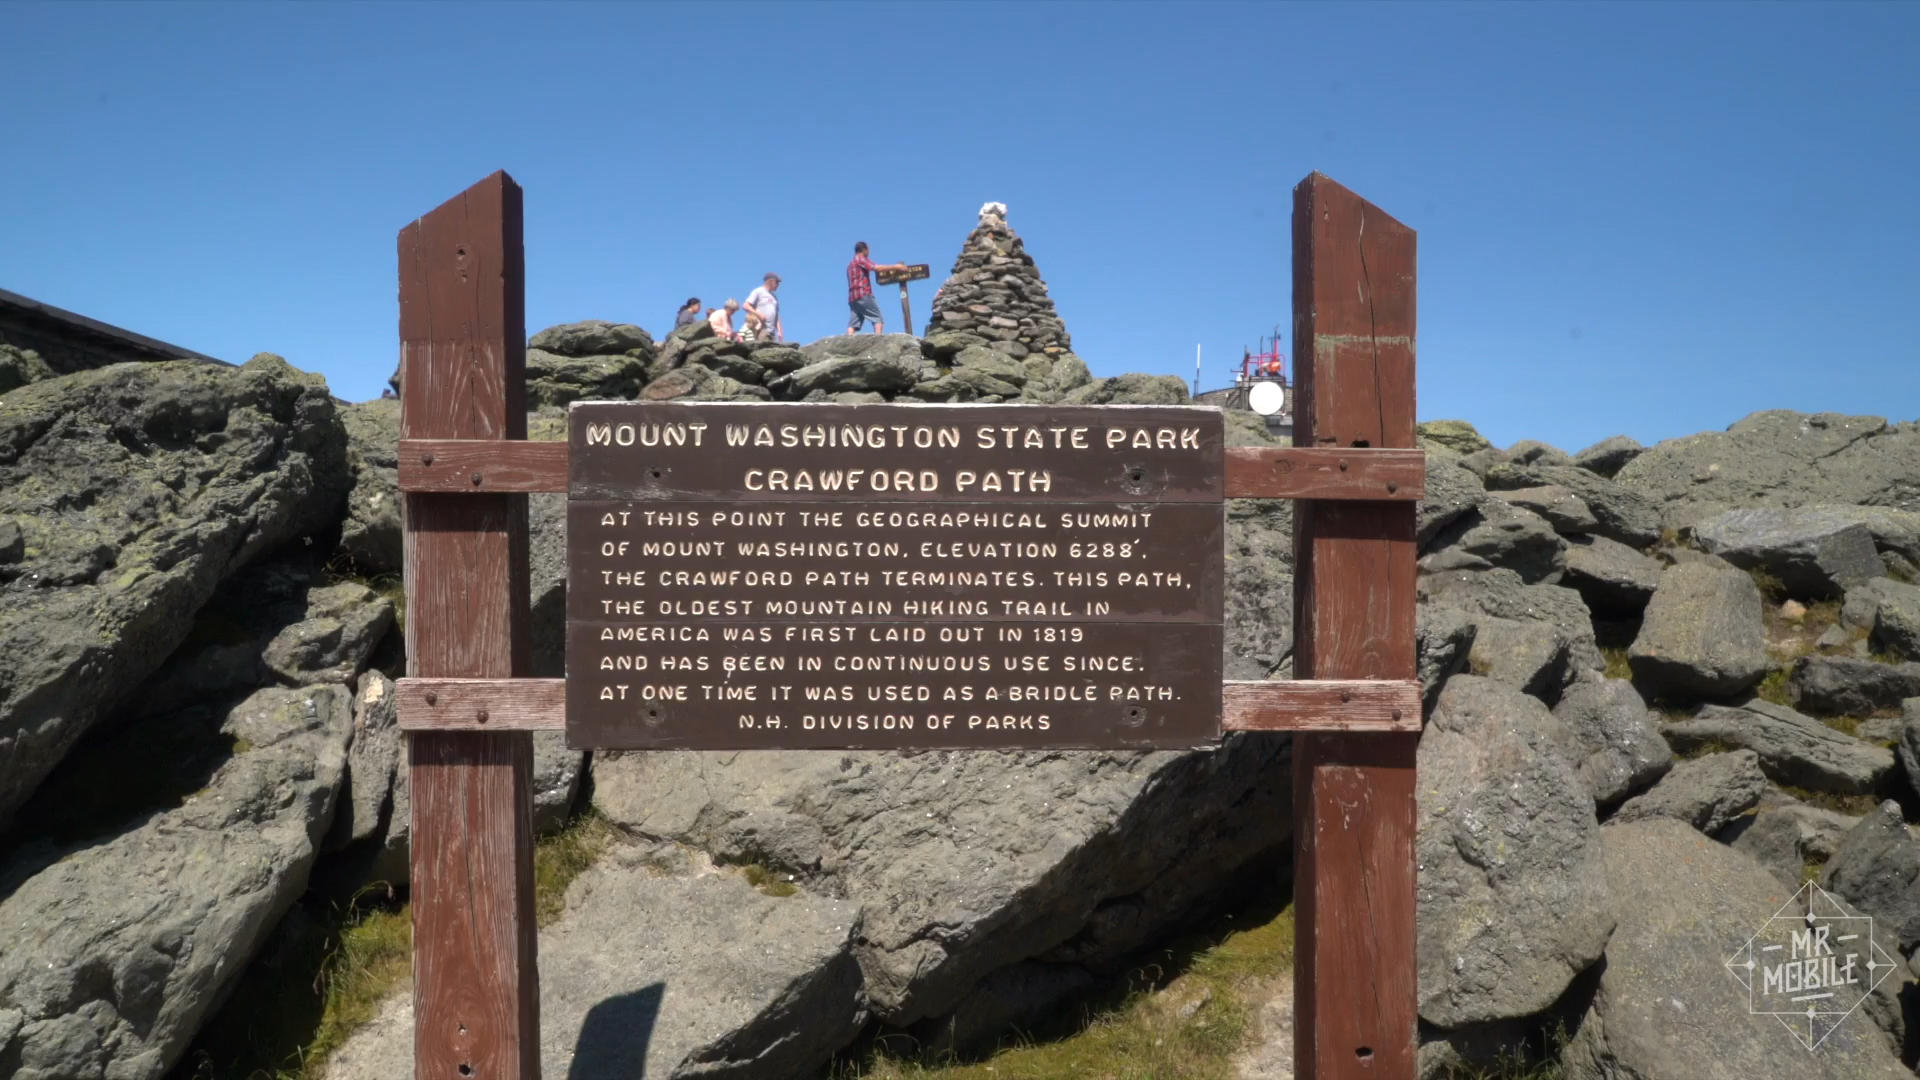 MOUNT WASHINGTON STATE PARK
CRAWFORD PATH
AT THIS POINT THE GEOGRAPHICAL SUMMIT
OF MOUNT WASHINGTON, ELEVATION 6288',
THE CRAWFORD PATH TERMINATES. THIS PATH,
THE OLDEST MOUNTAIN HIKING TRAIL IN
AMERICA WAS FIRST LAID OUT IN 1819
AND HAS BEEN IN CONTINUOUS USE SINCE.
AT ONE TIME IT WAS USED AS A BRIDLE PATH.
N.H. DIVISION OF PARKS
MR
MOBILE